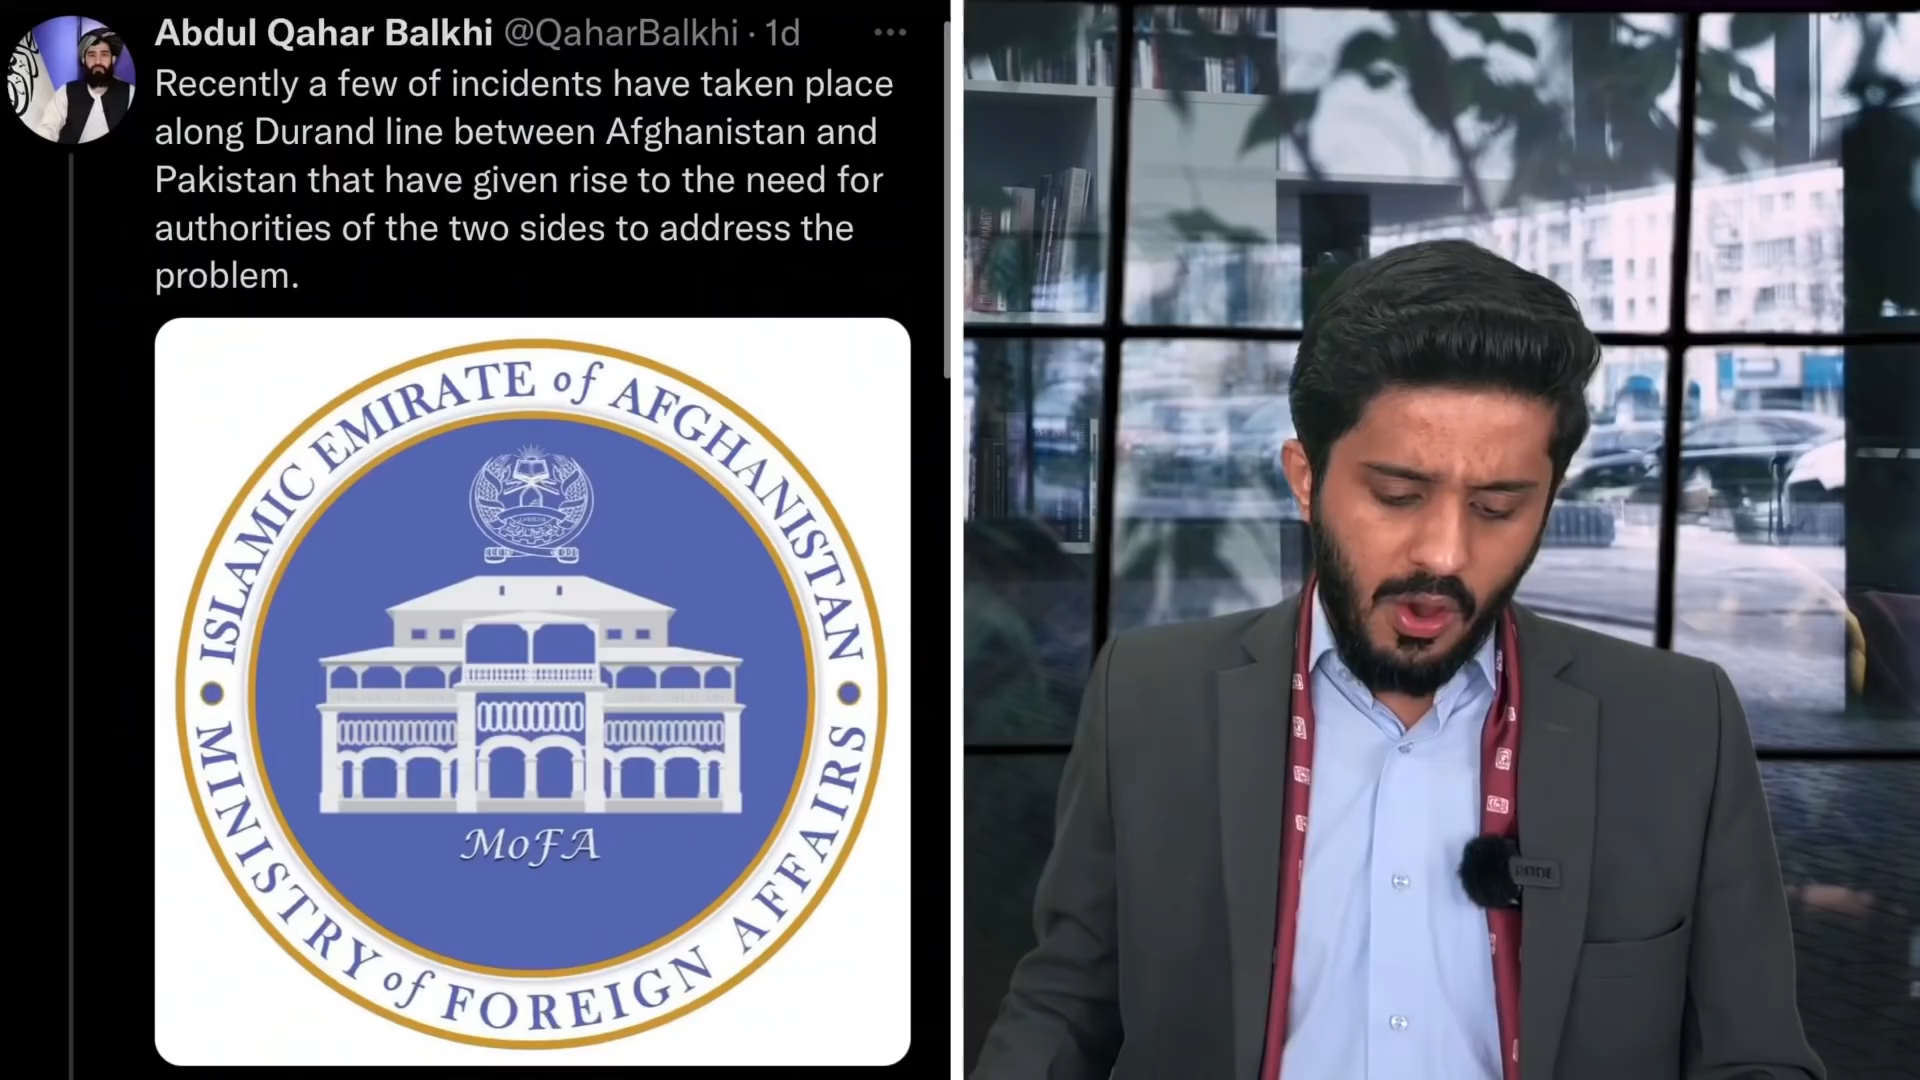 Abdul Qahar Balkhi @QaharBalkhi · 1d
Recently a few of incidents have taken place
along Durand line between Afghanistan and
Pakistan that have given rise to the need for
authorities of the two sides to address the
problem.
ISLAMIC EMIRATE of AFGHANISTAN
MoFA
MINISTRY of FOREIGN AFFAIRS
RODE